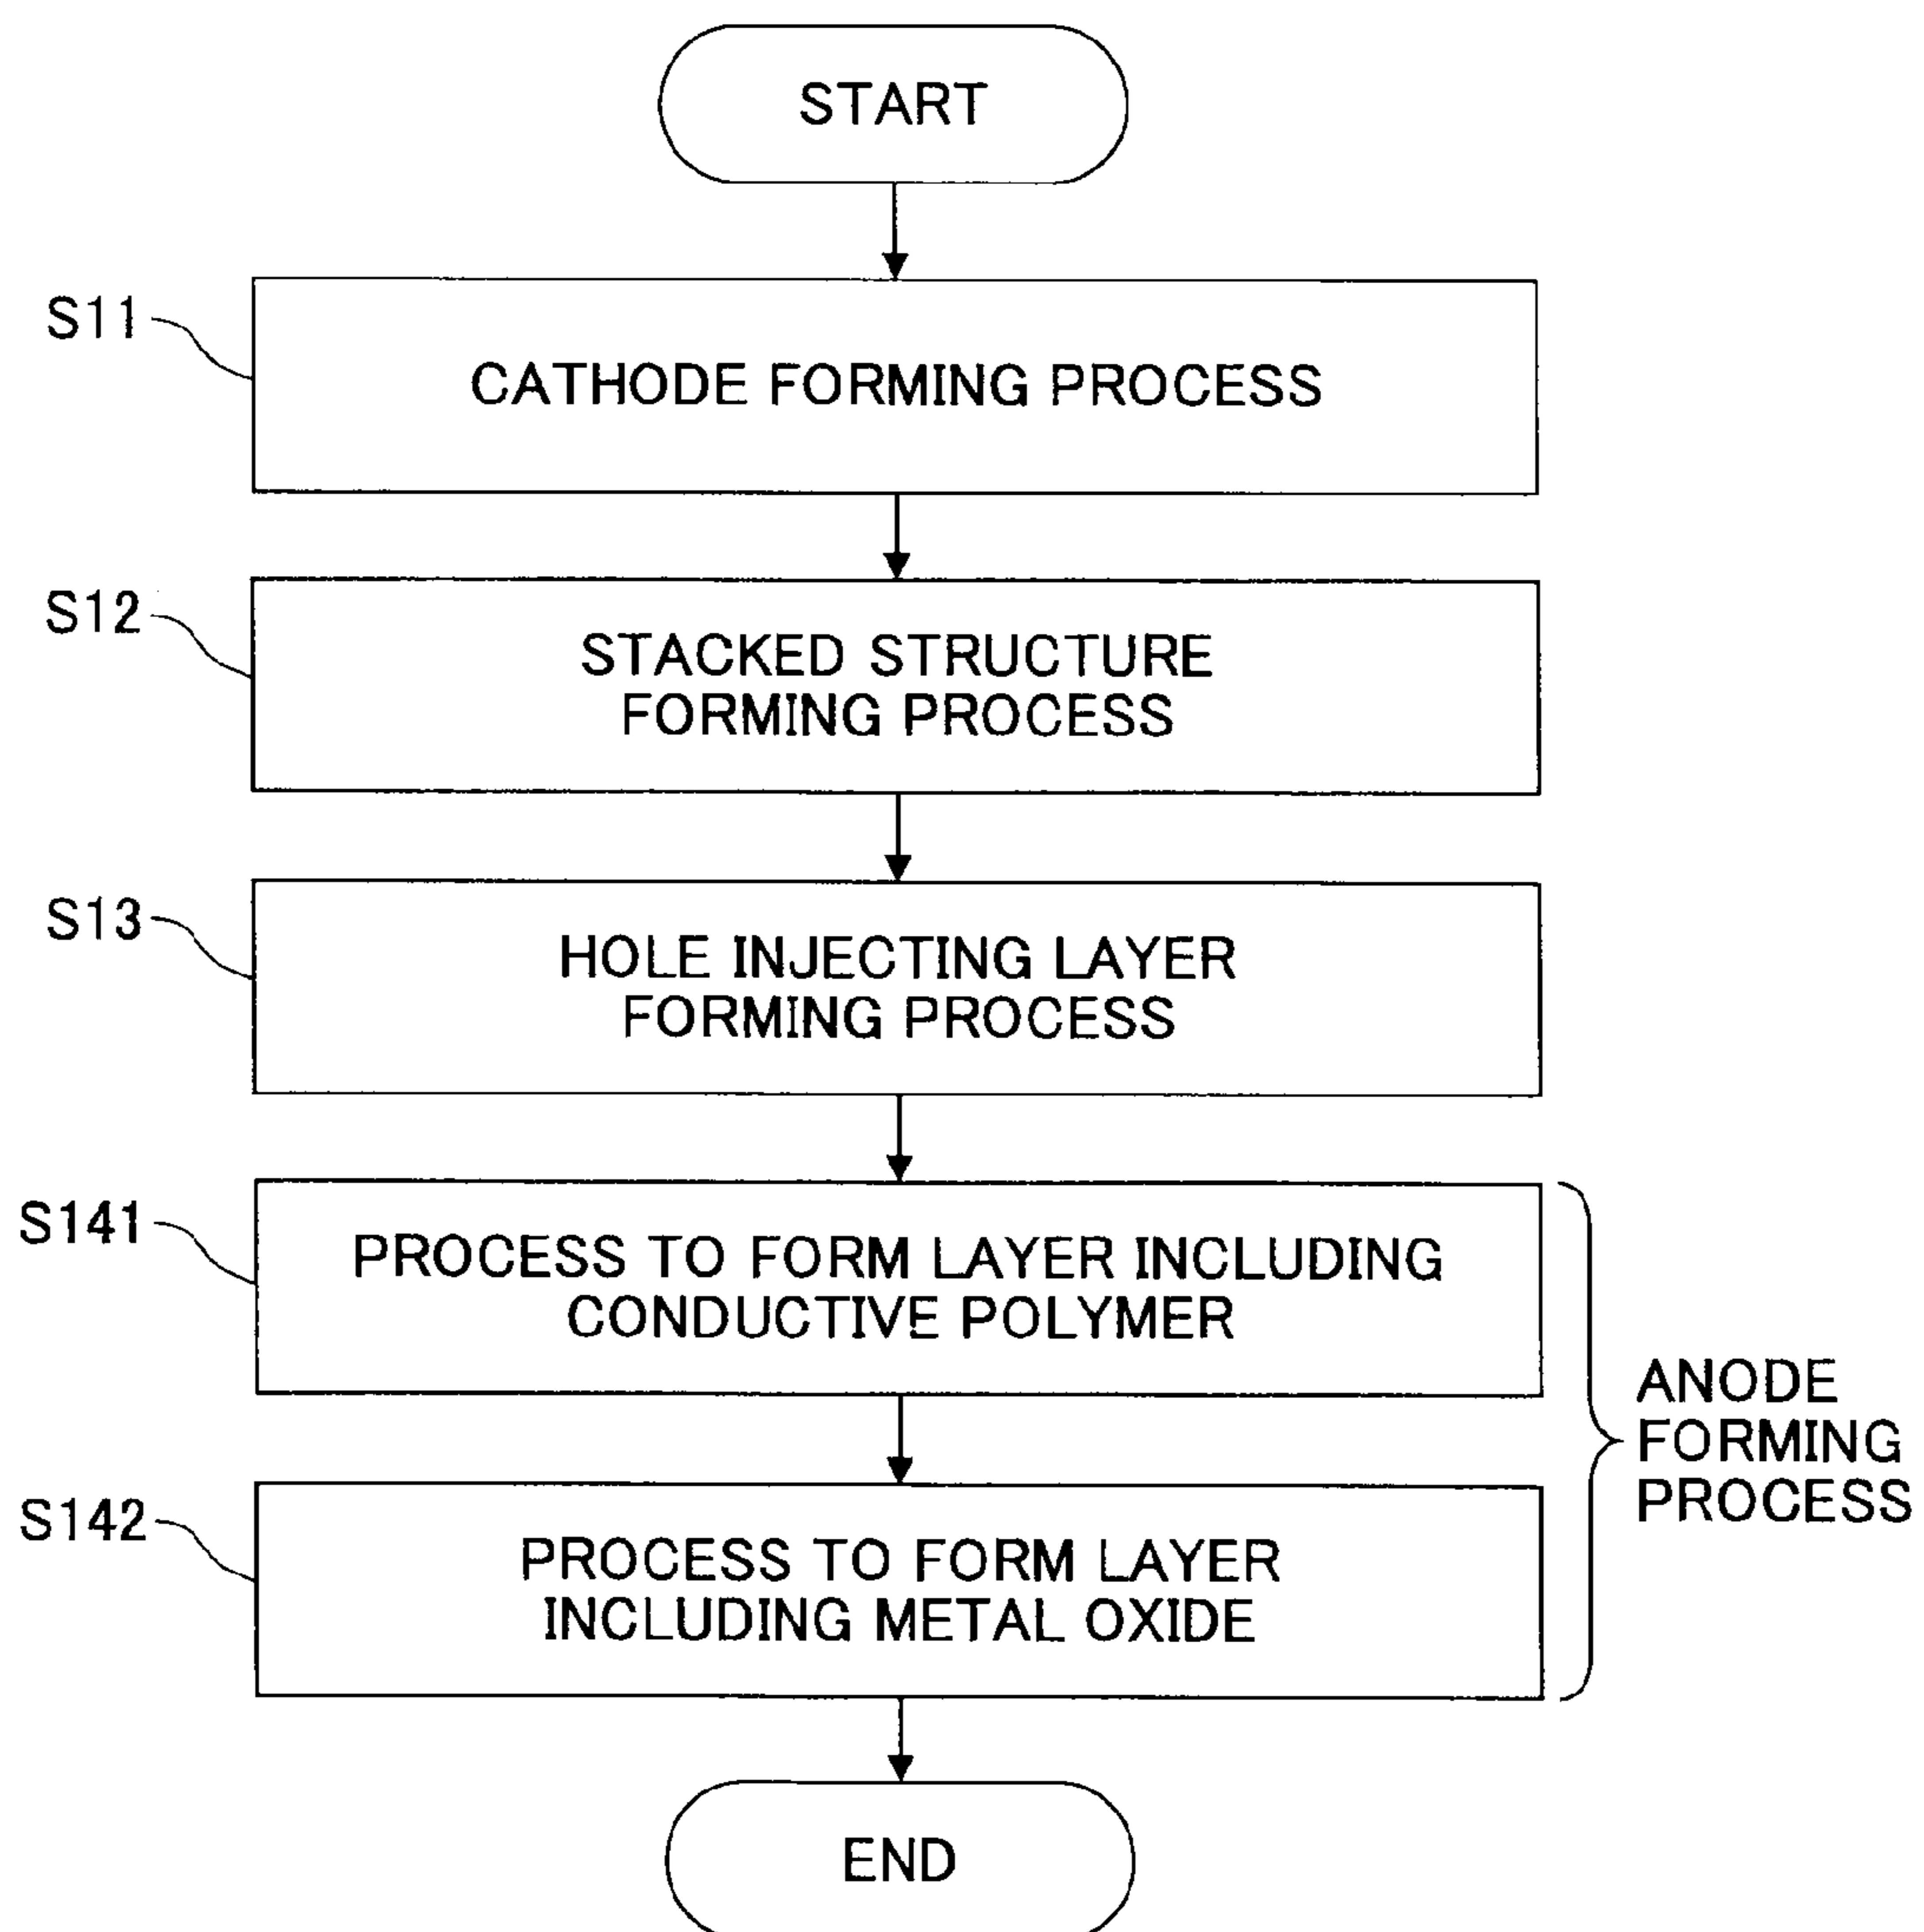 START
S11
CATHODE FORMING PROCESS
S12
STACKED STRUCTURE
FORMING PROCESS
S13
HOLE INJECTING LAYER
FORMING PROCESS
S141
PROCESS TO FORM LAYER INCLUDING
CONDUCTIVE POLYMER
S142
PROCESS TO FORM LAYER
INCLUDING METAL OXIDE
ANODE
FORMING
PROCESS
END